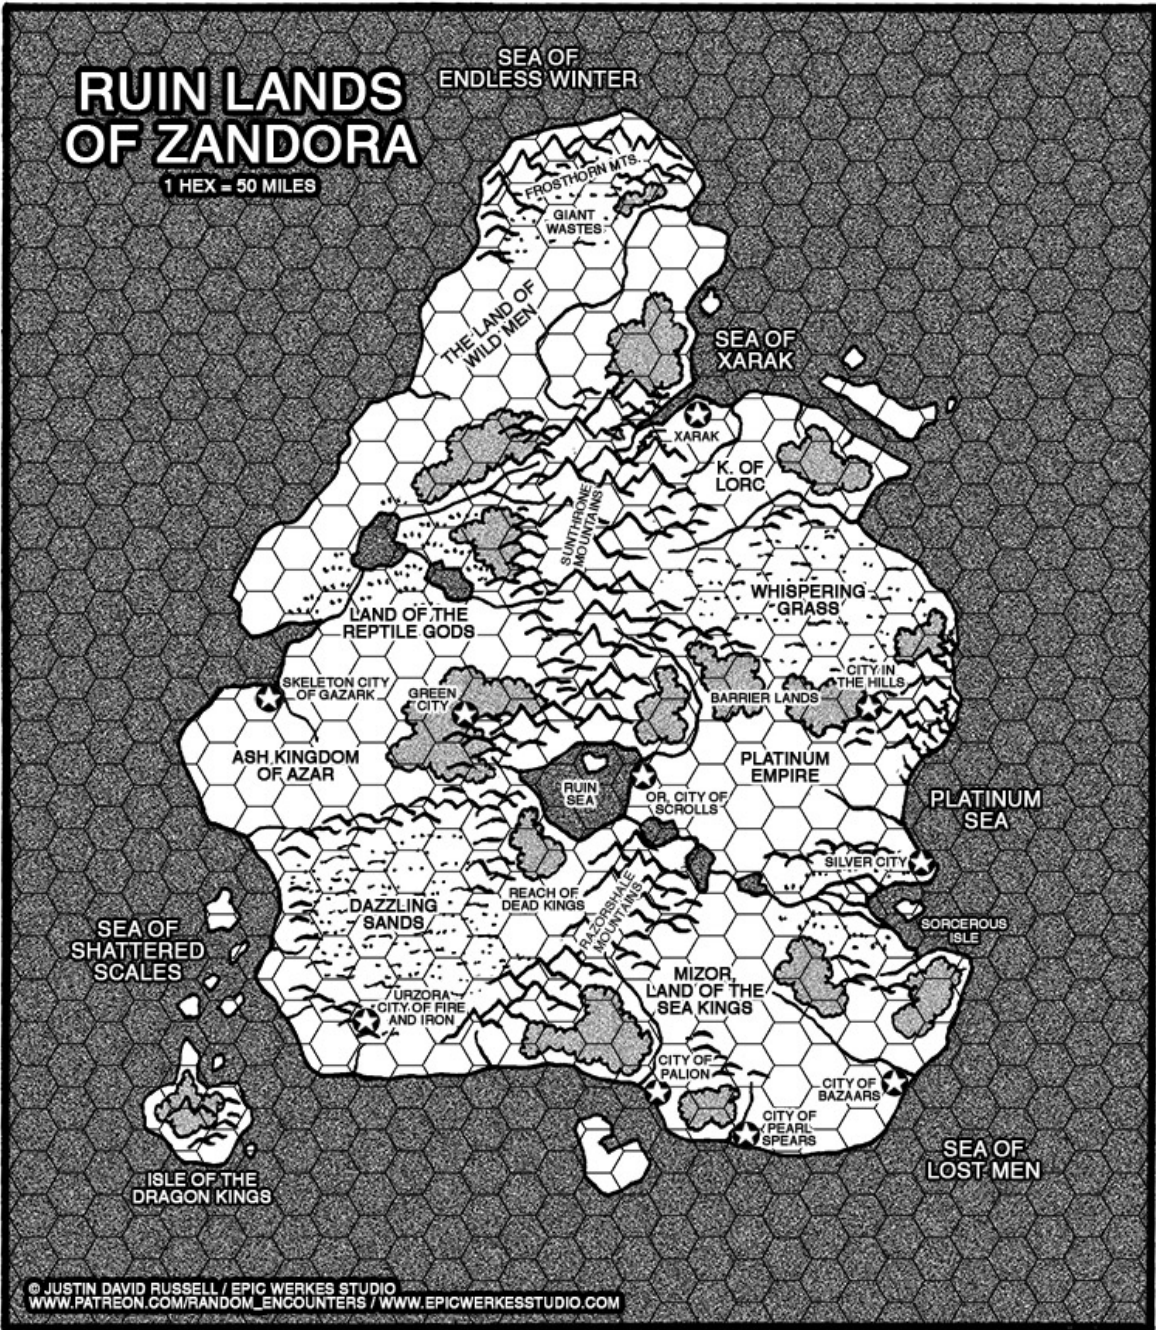 SEA OF
ENDLESS WINTER
RUIN LANDS
OF ZANDORA
1 HEX = 50 MILES
FROSTHORN MTS.
GIANT
WASTES
THE LAND OF
WILD MEN
SEA OF
XARAK
XARAK
K. OF
LORC
SUNTHRONE
MOUNTAINS
WHISPERING
GRASS
LAND OF THE
REPTILE GODS
SKELETON CITY
OF GAZARK
GREEN
CITY
CITY IN
THE HILLS
BARRIER LANDS
ASH KINGDOM
OF AZAR
PLATINUM
EMPIRE
RUIN
SEA
OR, CITY OF
SCROLLS
PLATINUM
SEA
SILVER CITY
REACH OF
DEAD KINGS
RAZORSHALE
MOUNTAINS
DAZZLING
SANDS
SORCEROUS
ISLE
SEA OF
SHATTERED
SCALES
MIZOR,
LAND OF THE
SEA KINGS
URZORA
CITY OF FIRE
AND IRON
CITY OF
PALION
CITY OF
BAZAARS
CITY OF
PEARL
SPEARS
SEA OF
LOST MEN
ISLE OF THE
DRAGON KINGS
© JUSTIN DAVID RUSSELL / EPIC WERKES STUDIO
WWW.PATREON.COM/RANDOM_ENCOUNTERS / WWW.EPICWERKESSTUDIO.COM